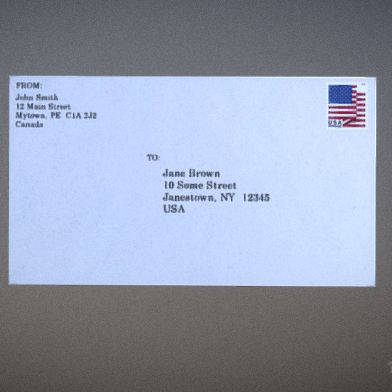 FROM:
John Smith
12 Main Street
Mytown, PE C1A 2J2
Canada
USA
TO:
Jane Brown
10 Some Street
Janestown, NY 12345
USA